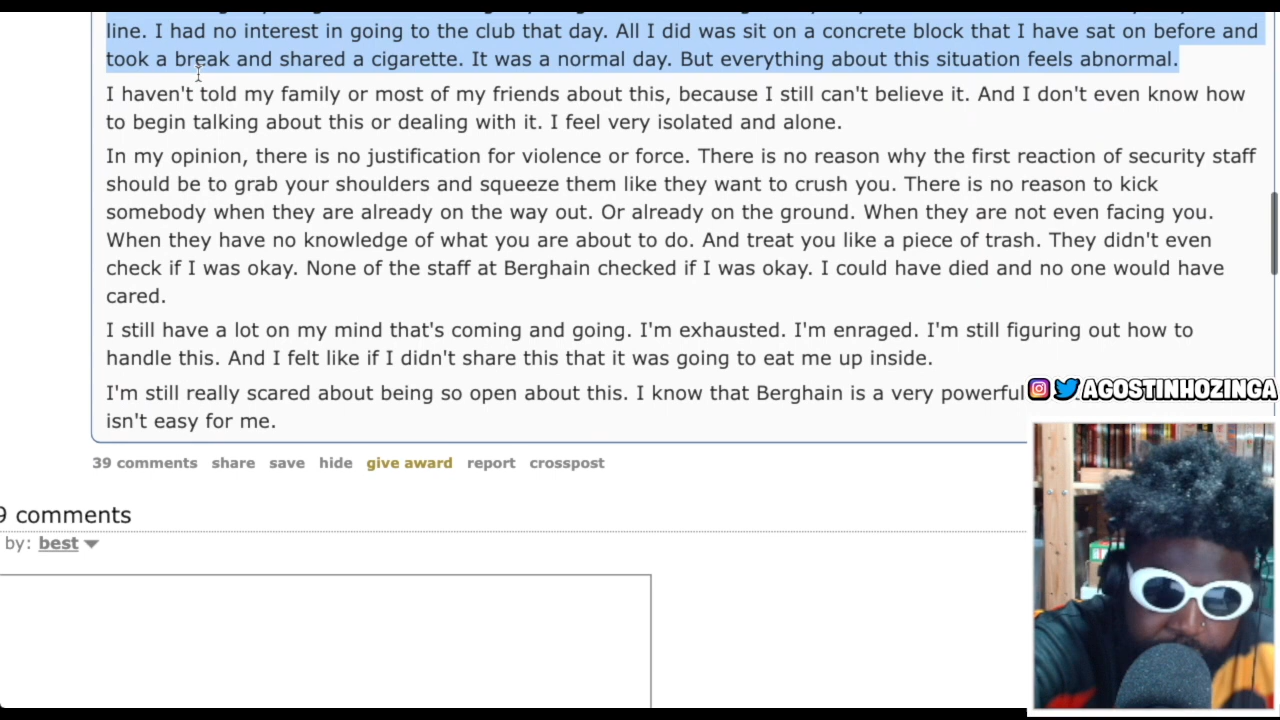 line. I had no interest in going to the club that day. All I did was sit on a concrete block that I have sat on before and
took a break and shared a cigarette. It was a normal day. But everything about this situation feels abnormal.
I haven't told my family or most of my friends about this, because I still can't believe it. And I don't even know how
to begin talking about this or dealing with it. I feel very isolated and alone.
In my opinion, there is no justification for violence or force. There is no reason why the first reaction of security staff
should be to grab your shoulders and squeeze them like they want to crush you. There is no reason to kick
somebody when they are already on the way out. Or already on the ground. When they are not even facing you.
When they have no knowledge of what you are about to do. And treat you like a piece of trash. They didn't even
check if I was okay. None of the staff at Berghain checked if I was okay. I could have died and no one would have
cared.
I still have a lot on my mind that's coming and going. I'm exhausted. I'm enraged. I'm still figuring out how to
handle this. And I felt like if I didn't share this that it was going to eat me up inside.
I'm still really scared about being so open about this. I know that Berghain is a very powerful
isn't easy for me.
AGOSTINHOZINGA
39 comments share save hide give award report crosspost
9 comments
by: best